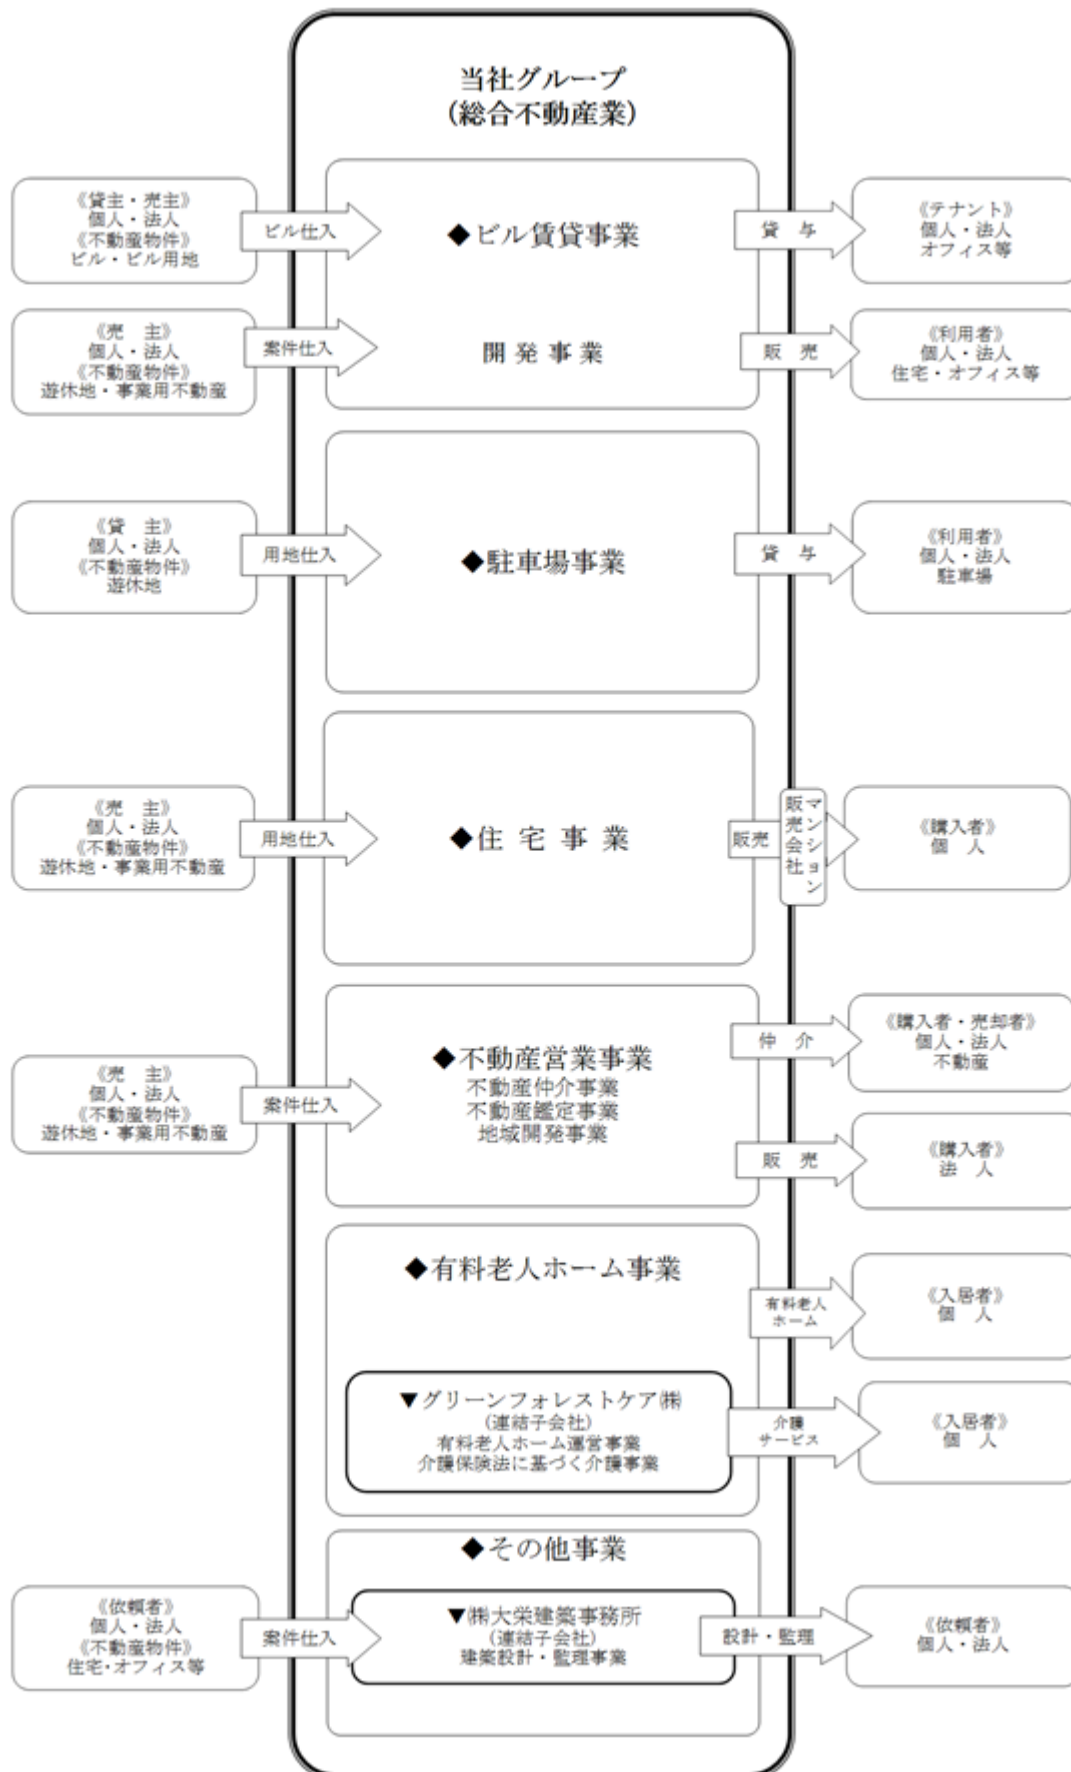 当社グループ
(総合不動産業)
《貸主・売主》
個人・法人
《不動産物件》
ビル・ビル用地
ビル仕入
◆ビル賃貸事業
貸 与
《テナント》
個人・法人
オフィス等
《売 主》
個人・法人
《不動産物件》
遊休地・事業用不動産
案件仕入
開発事業
販 売
《利用者》
個人・法人
住宅・オフィス等
《貸 主》
個人・法人
《不動産物件》
遊休地
用地仕入
◆駐車場事業
貸 与
《利用者》
個人・法人
駐車場
《売 主》
個人・法人
《不動産物件》
遊休地・事業用不動産
用地仕入
◆住 宅 事 業
販売
マンション
販売会社
《購入者》
個 人
《売 主》
個人・法人
《不動産物件》
遊休地・事業用不動産
案件仕入
◆不動産営業事業
不動産仲介事業
不動産鑑定事業
地域開発事業
仲 介
《購入者・売却者》
個人・法人
不動産
販 売
《購入者》
法 人
◆有料老人ホーム事業
有料老人
ホーム
《入居者》
個 人
▼グリーンフォレストケア㈱
(連結子会社)
有料老人ホーム運営事業
介護保険法に基づく介護事業
介護
サービス
《入居者》
個 人
◆その他事業
《依頼者》
個人・法人
《不動産物件》
住宅・オフィス等
案件仕入
▼㈱大栄建築事務所
(連結子会社)
建築設計・監理事業
設計・監理
《依頼者》
個人・法人